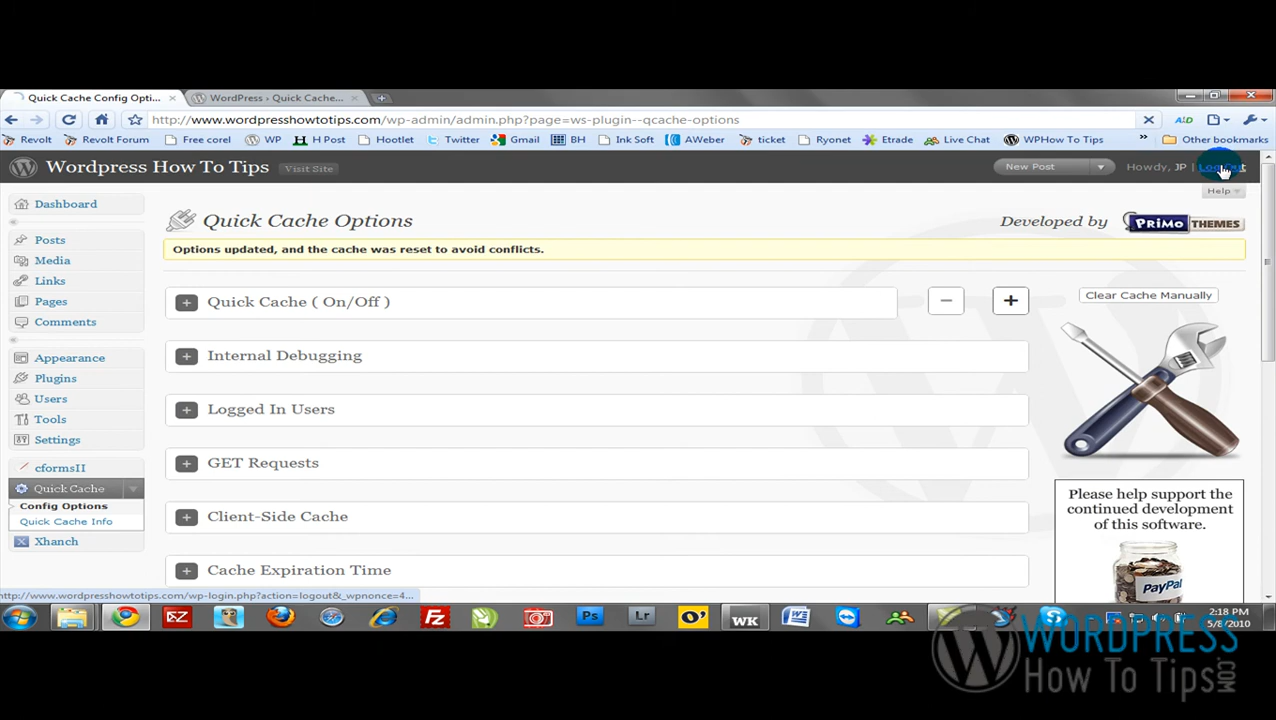 Quick Cache Config Opti...
WordPress › Quick Cache...
http://www.wordpresshowtotips.com/wp-admin/admin.php?page=ws-plugin--qcache-options
Revolt
Revolt Forum
Free corel
WP
H Post
Hootlet
BH
Twitter
Gmail
Ink Soft
AWeber
ticket
Ryonet
Etrade
Live Chat
WPHow To Tips
»
Other bookmarks
Wordpress How To Tips
Visit Site
New Post
Howdy, JP | Log Out
Help
Dashboard
Posts
Media
Links
Pages
Comments
Appearance
Plugins
Users
Tools
Settings
cformsII
Quick Cache
Config Options
Quick Cache Info
Xhanch
Quick Cache Options
Developed by
PRIMO THEMES
Options updated, and the cache was reset to avoid conflicts.
Quick Cache ( On/Off )
Clear Cache Manually
Internal Debugging
Logged In Users
GET Requests
Client-Side Cache
Cache Expiration Time
Please help support the
continued development
of this software.
PayPal
http://www.wordpresshowtotips.com/wp-login.php?action=logout&_wpnonce=4...
Ps
Lr
WK
2:18 PM
5/8/2010
WORDPRESS
How To Tips
.COM